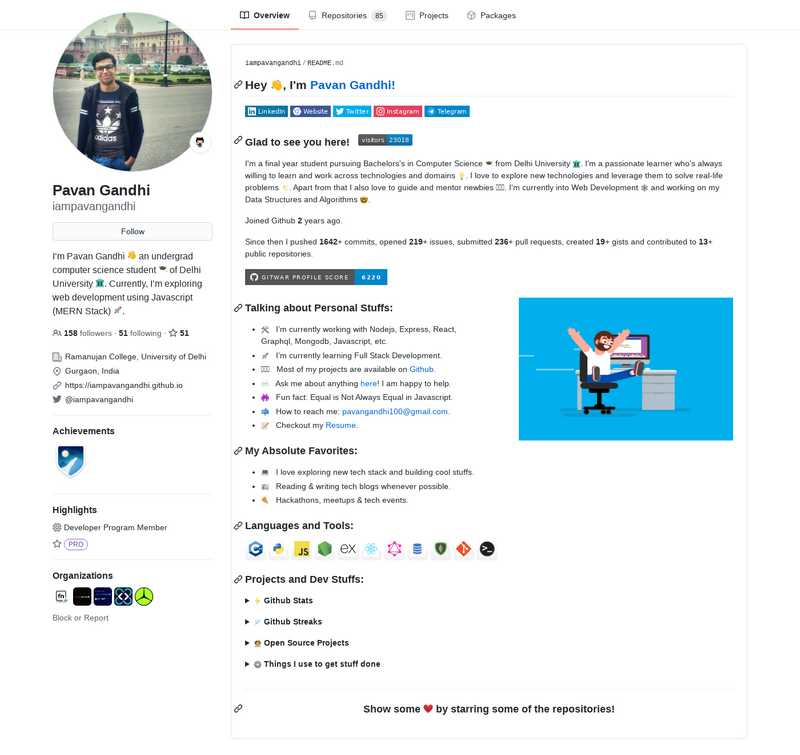 Overview
Repositories 85
Projects
Packages
Pavan Gandhi
iampavangandhi
Follow
I'm Pavan Gandhi 👋 an undergrad
computer science student 🎓 of Delhi
University 🏛. Currently, I'm exploring
web development using Javascript
(MERN Stack) 🚀.
158 followers · 51 following · 51
Ramanujan College, University of Delhi
Gurgaon, India
https://iampavangandhi.github.io
@iampavangandhi
Achievements
Highlights
Developer Program Member
PRO
Organizations
Block or Report
iampavangandhi / README.md
Hey 👋, I'm Pavan Gandhi!
LinkedIn Website Twitter Instagram Telegram
Glad to see you here! visitors 23018
I'm a final year student pursuing Bachelors's in Computer Science 🎓 from Delhi University 🏛. I'm a passionate learner who's always
willing to learn and work across technologies and domains 💡. I love to explore new technologies and leverage them to solve real-life
problems ✨. Apart from that I also love to guide and mentor newbies. I'm currently into Web Development 🕸 and working on my
Data Structures and Algorithms 🤓.
Joined Github 2 years ago.
Since then I pushed 1642+ commits, opened 219+ issues, submitted 236+ pull requests, created 19+ gists and contributed to 13+
public repositories.
GITWAR PROFILE SCORE 6220
Talking about Personal Stuffs:
I'm currently working with Nodejs, Express, React,
Graphql, Mongodb, Javascript, etc.
I'm currently learning Full Stack Development.
Most of my projects are available on Github.
Ask me about anything here! I am happy to help.
Fun fact: Equal is Not Always Equal in Javascript.
How to reach me: pavangandhi100@gmail.com.
Checkout my Resume.
My Absolute Favorites:
I love exploring new tech stack and building cool stuffs.
Reading & writing tech blogs whenever possible.
Hackathons, meetups & tech events.
Languages and Tools:
JS
ex
Projects and Dev Stuffs:
⚡ Github Stats
Github Streaks
Open Source Projects
⚙️ Things I use to get stuff done
Show some ❤️ by starring some of the repositories!
adidas
fn